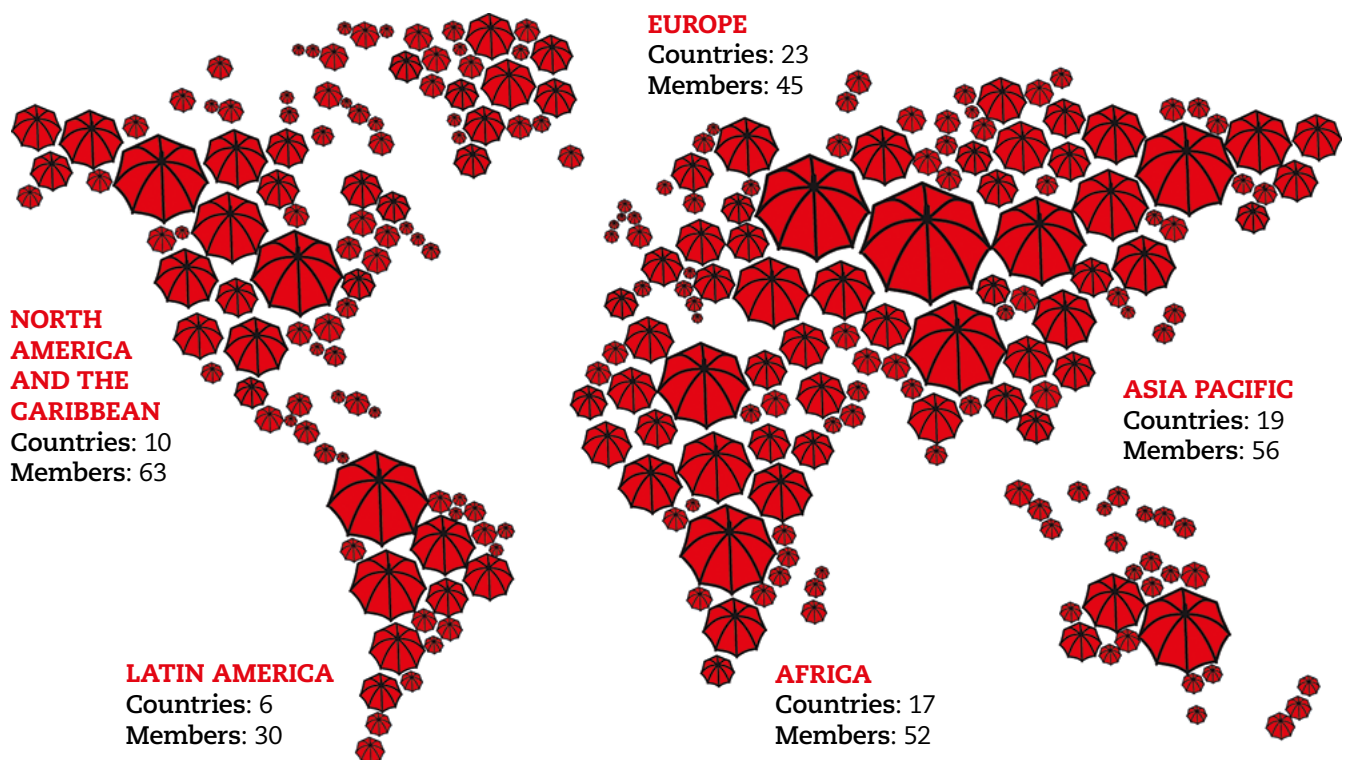 EUROPE
Countries: 23
Members: 45
NORTH
AMERICA
AND THE
CARIBBEAN
Countries: 10
Members: 63
ASIA PACIFIC
Countries: 19
Members: 56
LATIN AMERICA
Countries: 6
Members: 30
AFRICA
Countries: 17
Members: 52